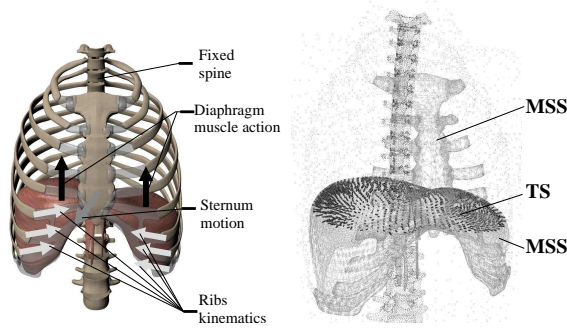 Fixed
spine
Diaphragm
muscle action
Sternum
motion
Ribs
kinematics
MSS
TS
MSS